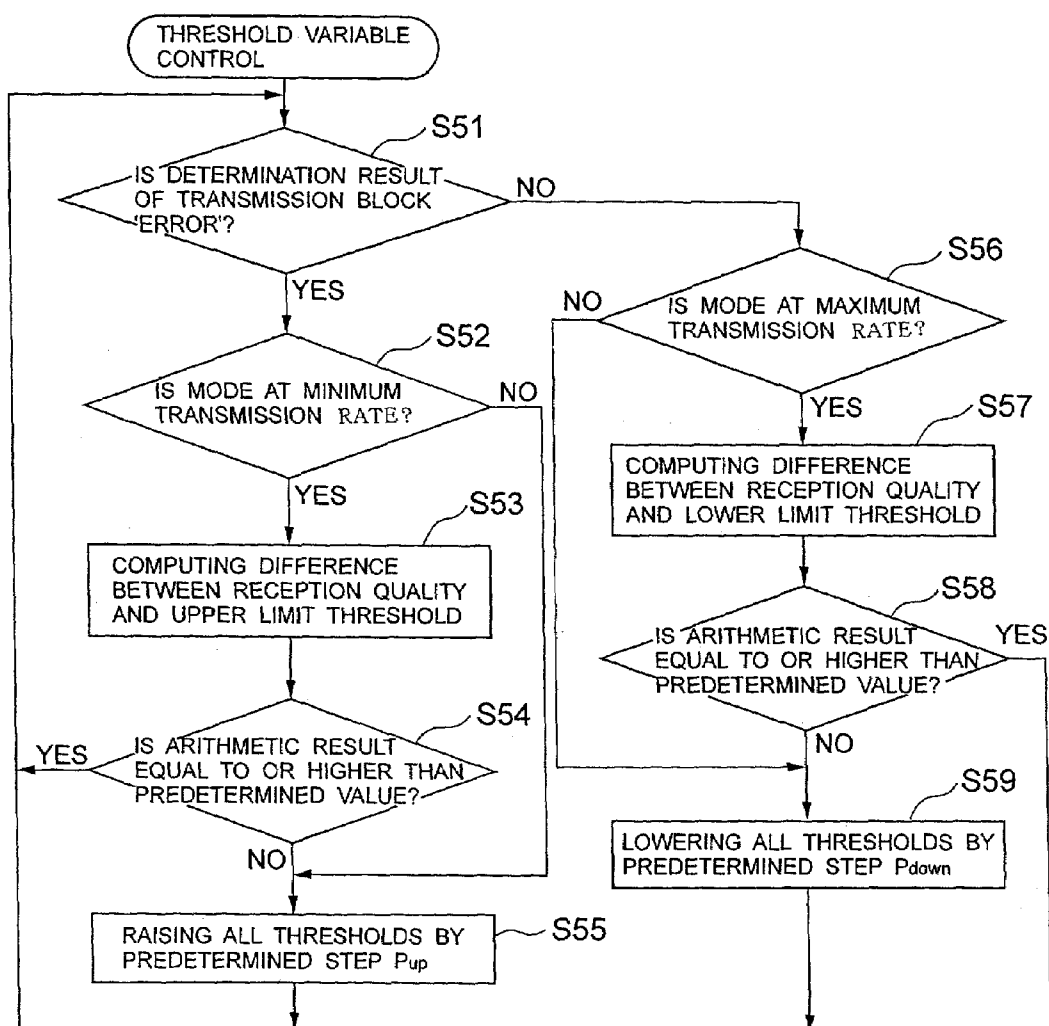 THRESHOLD VARIABLE
CONTROL
S51
IS DETERMINATION RESULT
OF TRANSMISSION BLOCK
'ERROR'?
NO
YES
S52
IS MODE AT MINIMUM
TRANSMISSION RATE?
NO
YES
S53
COMPUTING DIFFERENCE
BETWEEN RECEPTION QUALITY
AND UPPER LIMIT THRESHOLD
S54
IS ARITHMETIC RESULT
EQUAL TO OR HIGHER THAN
PREDETERMINED VALUE?
YES
NO
RAISING ALL THRESHOLDS BY
PREDETERMINED STEP Pup
S55
S56
IS MODE AT MAXIMUM
TRANSMISSION RATE?
NO
YES
S57
COMPUTING DIFFERENCE
BETWEEN RECEPTION QUALITY
AND LOWER LIMIT THRESHOLD
S58
IS ARITHMETIC RESULT
EQUAL TO OR HIGHER THAN
PREDETERMINED VALUE?
YES
NO
S59
LOWERING ALL THRESHOLDS BY
PREDETERMINED STEP Pdown